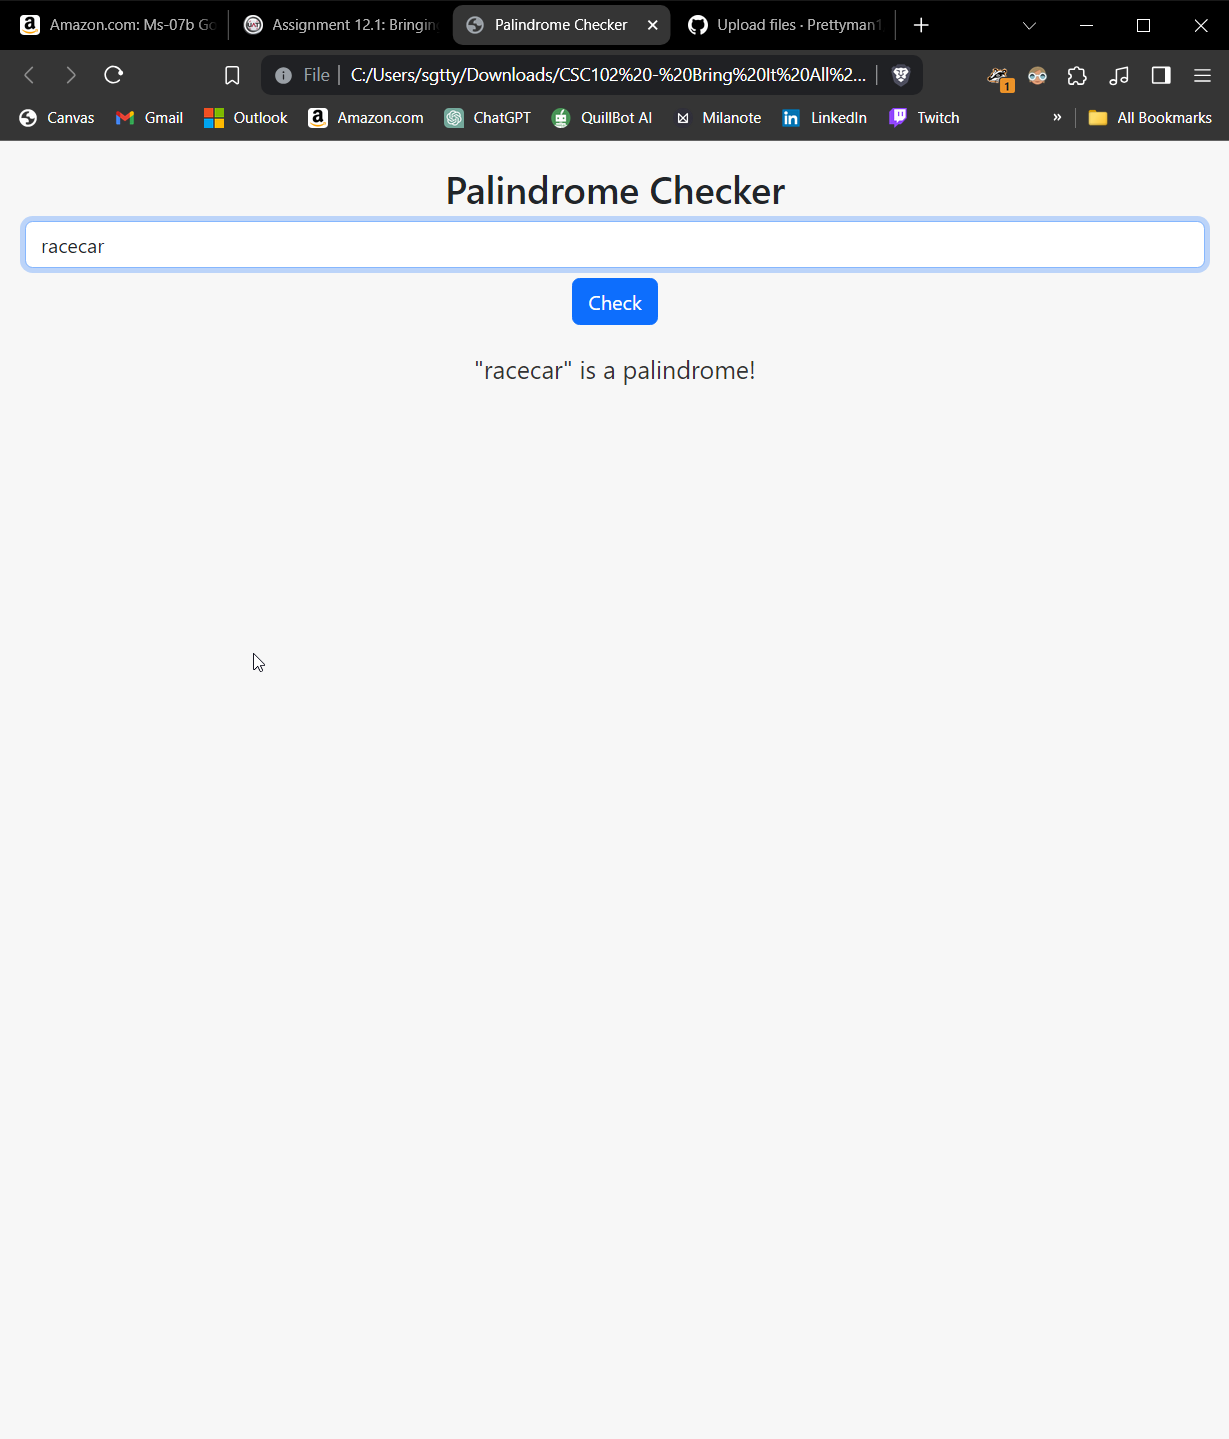 Amazon.com: Ms-07b Go
Assignment 12.1: Bringin
Palindrome Checker
Upload files · Prettyman1
File
C:/Users/sgtty/Downloads/CSC102%20-%20Bring%20It%20All%2...
1
Canvas
Gmail
Outlook
Amazon.com
ChatGPT
QuillBot AI
Milanote
LinkedIn
Twitch
»
All Bookmarks
Palindrome Checker
racecar
Check
"racecar" is a palindrome!